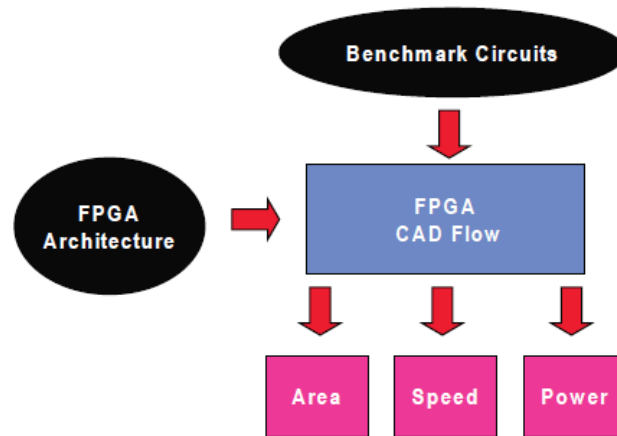 Benchmark Circuits
FPGA
Architecture
FPGA
CAD Flow
Area
Speed
Power